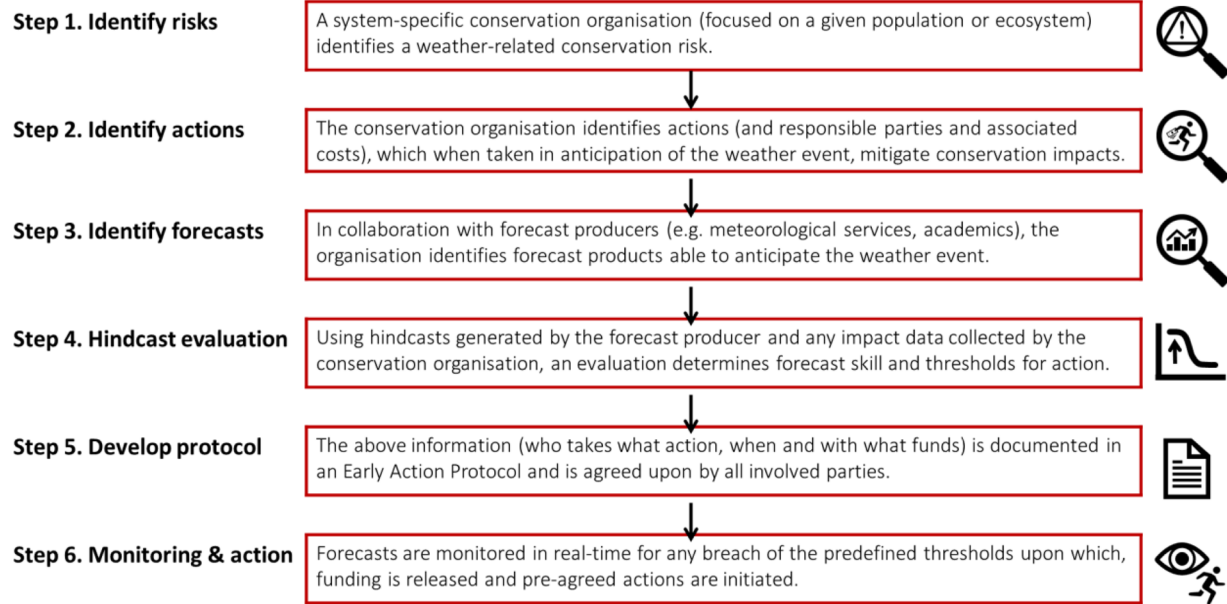 Step 1. Identify risks
A system-specific conservation organisation (focused on a given population or ecosystem)
identifies a weather-related conservation risk.
Step 2. Identify actions
The conservation organisation identifies actions (and responsible parties and associated
costs), which when taken in anticipation of the weather event, mitigate conservation impacts.
Step 3. Identify forecasts
In collaboration with forecast producers (e.g. meteorological services, academics), the
organisation identifies forecast products able to anticipate the weather event.
Step 4. Hindcast evaluation
Using hindcasts generated by the forecast producer and any impact data collected by the
conservation organisation, an evaluation determines forecast skill and thresholds for action.
Step 5. Develop protocol
The above information (who takes what action, when and with what funds) is documented in
an Early Action Protocol and is agreed upon by all involved parties.
Step 6. Monitoring & action
Forecasts are monitored in real-time for any breach of the predefined thresholds upon which,
funding is released and pre-agreed actions are initiated.